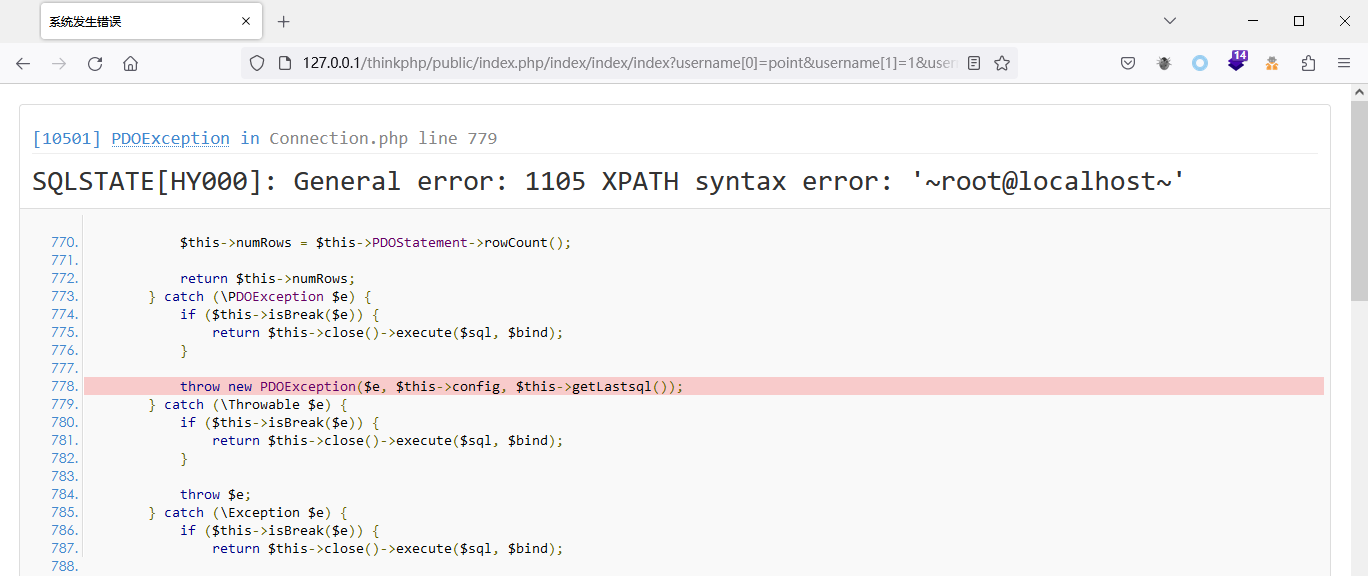 系统发生错误
127.0.0.1/thinkphp/public/index.php/index/index/index?username[0]=point&username[1]=1&user
14
[10501] PDOException in Connection.php line 779
SQLSTATE[HY000]: General error: 1105 XPATH syntax error: '~root@localhost~'
770. $this->numRows = $this->PDOStatement->rowCount();
771.
772. return $this->numRows;
773. } catch (\PDOException $e) {
774. if ($this->isBreak($e)) {
775. return $this->close()->execute($sql, $bind);
776. }
777.
778. throw new PDOException($e, $this->config, $this->getLastsql());
779. } catch (\Throwable $e) {
780. if ($this->isBreak($e)) {
781. return $this->close()->execute($sql, $bind);
782. }
783.
784. throw $e;
785. } catch (\Exception $e) {
786. if ($this->isBreak($e)) {
787. return $this->close()->execute($sql, $bind);
788.